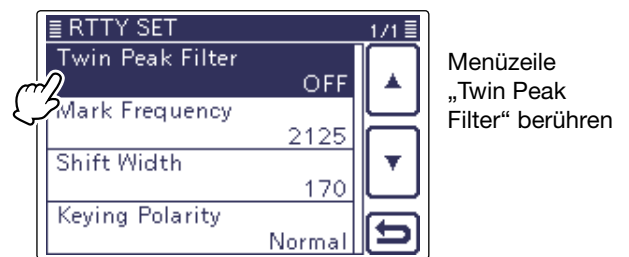 RTTY SET 1/1
Twin Peak Filter
OFF
Mark Frequency
2125
Shift Width
170
Keying Polarity
Normal
Menüzeile
„Twin Peak
Filter“ berühren